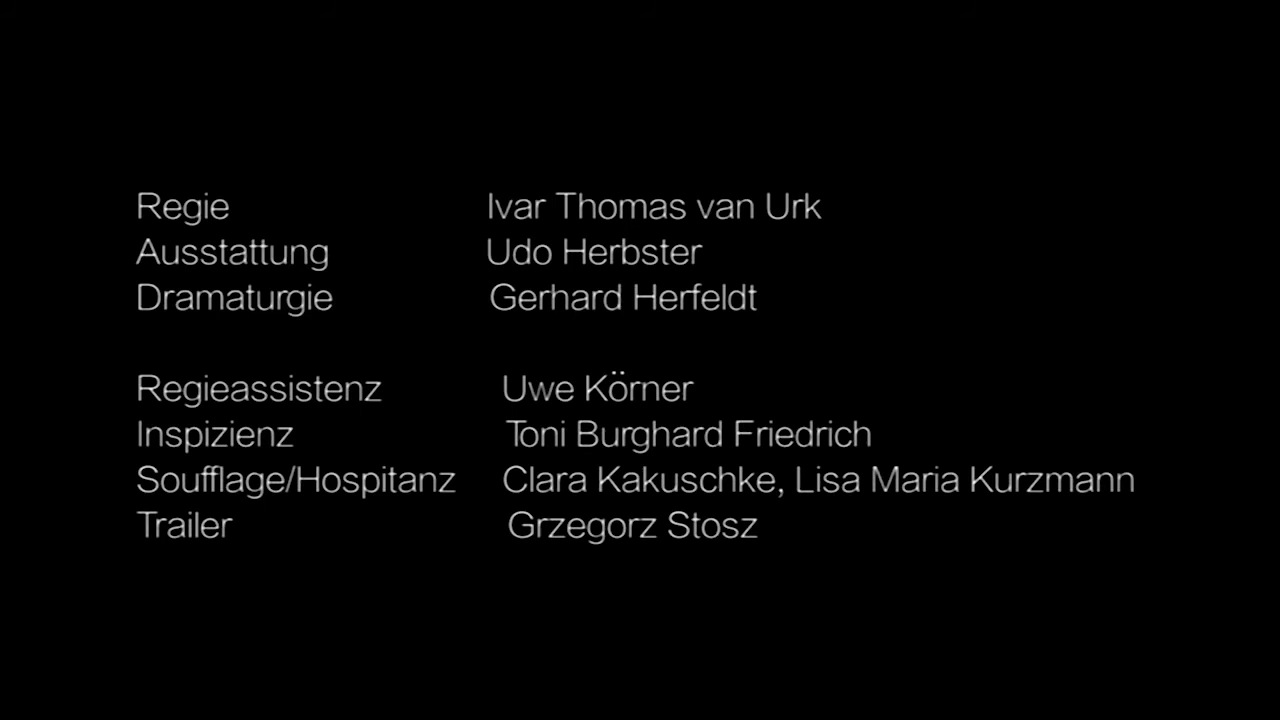 Regie Ivar Thomas van Urk
Ausstattung Udo Herbster
Dramaturgie Gerhard Herfeldt
Regieassistenz Uwe Körner
Inspizienz Toni Burghard Friedrich
Soufflage/Hospitanz Clara Kakuschke, Lisa Maria Kurzmann
Trailer Grzegorz Stosz